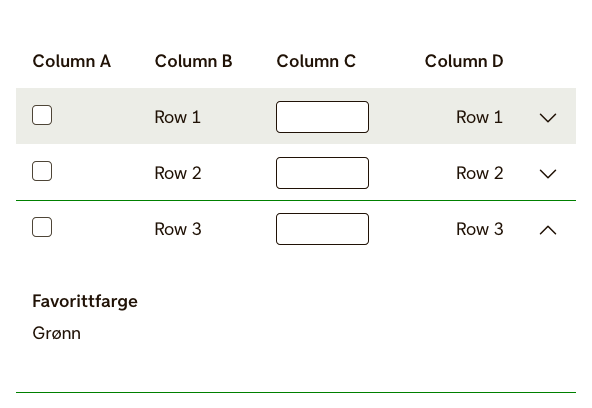 Column A Column B Column C Column D
Row 1 Row 1
Row 2 Row 2
Row 3 Row 3
Favorittfarge
Grønn